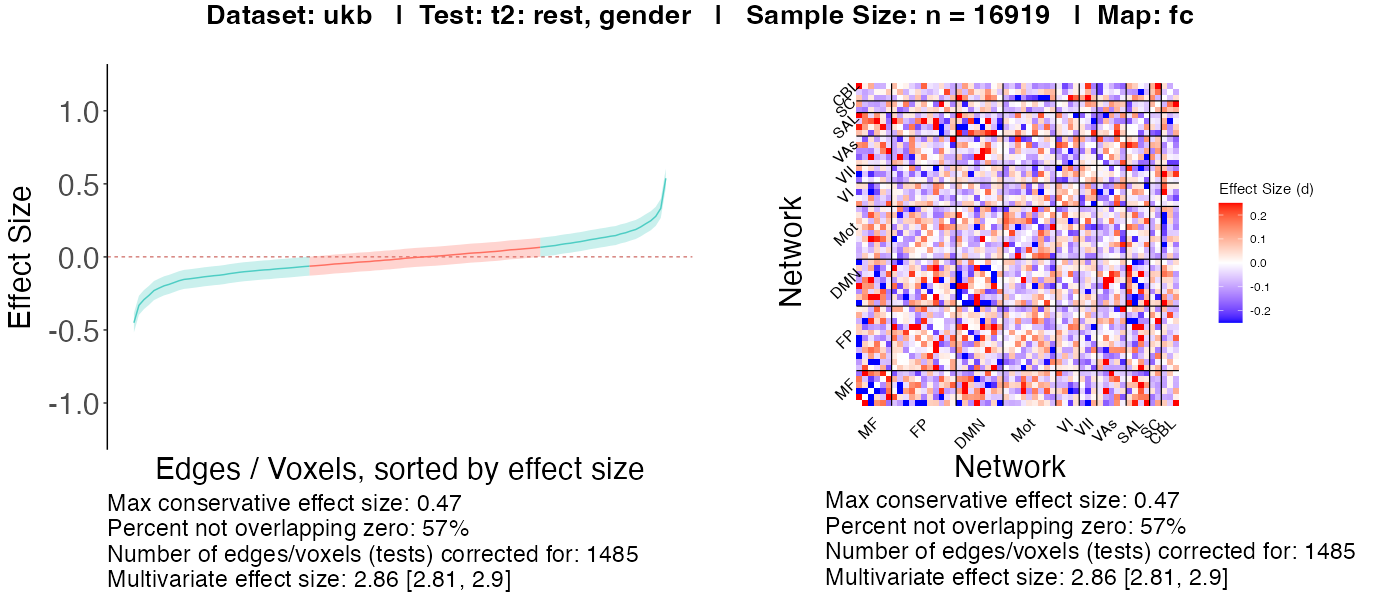 Dataset: ukb | Test: t2: rest, gender | Sample Size: n = 16919 | Map: fc
Effect Size
1.0
0.5
0.0
-0.5
-1.0
Edges / Voxels, sorted by effect size
Max conservative effect size: 0.47
Percent not overlapping zero: 57%
Number of edges/voxels (tests) corrected for: 1485
Multivariate effect size: 2.86 [2.81, 2.9]
Network
CBL
SC
SAL
VAs
VII
VI
Mot
DMN
FP
MF
MF
FP
DMN
Mot
VI
VII
VAs
SAL
SC
CBL
Network
Effect Size (d)
0.2
0.1
0.0
-0.1
-0.2
Max conservative effect size: 0.47
Percent not overlapping zero: 57%
Number of edges/voxels (tests) corrected for: 1485
Multivariate effect size: 2.86 [2.81, 2.9]